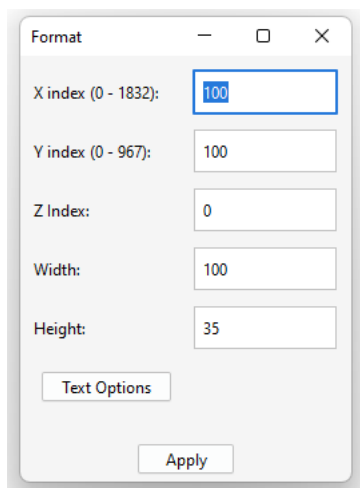 Format
X index (0 - 1832): 100
Y index (0 - 967): 100
Z Index: 0
Width: 100
Height: 35
Text Options
Apply